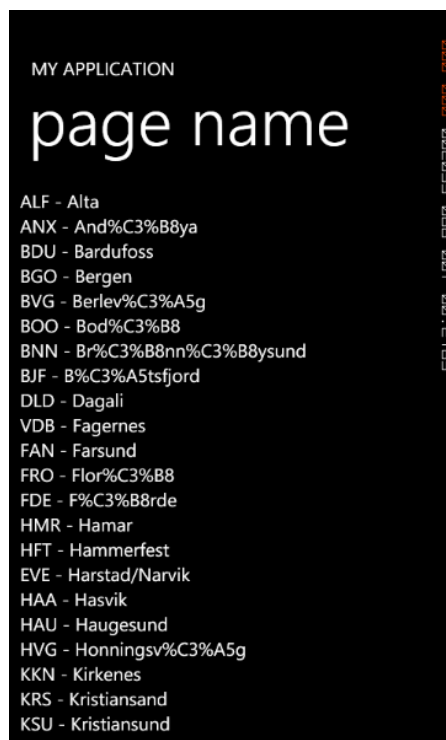 MY APPLICATION
page name
ALF - Alta
ANX - And%C3%B8ya
BDU - Bardufoss
BGO - Bergen
BVG - Berlev%C3%A5g
BOO - Bod%C3%B8
BNN - Br%C3%B8nn%C3%B8ysund
BJF - B%C3%A5tsfjord
DLD - Dagali
VDB - Fagernes
FAN - Farsund
FRO - Flor%C3%B8
FDE - F%C3%B8rde
HMR - Hamar
HFT - Hammerfest
EVE - Harstad/Narvik
HAA - Hasvik
HAU - Haugesund
HVG - Honningsv%C3%A5g
KKN - Kirkenes
KRS - Kristiansand
KSU - Kristiansund